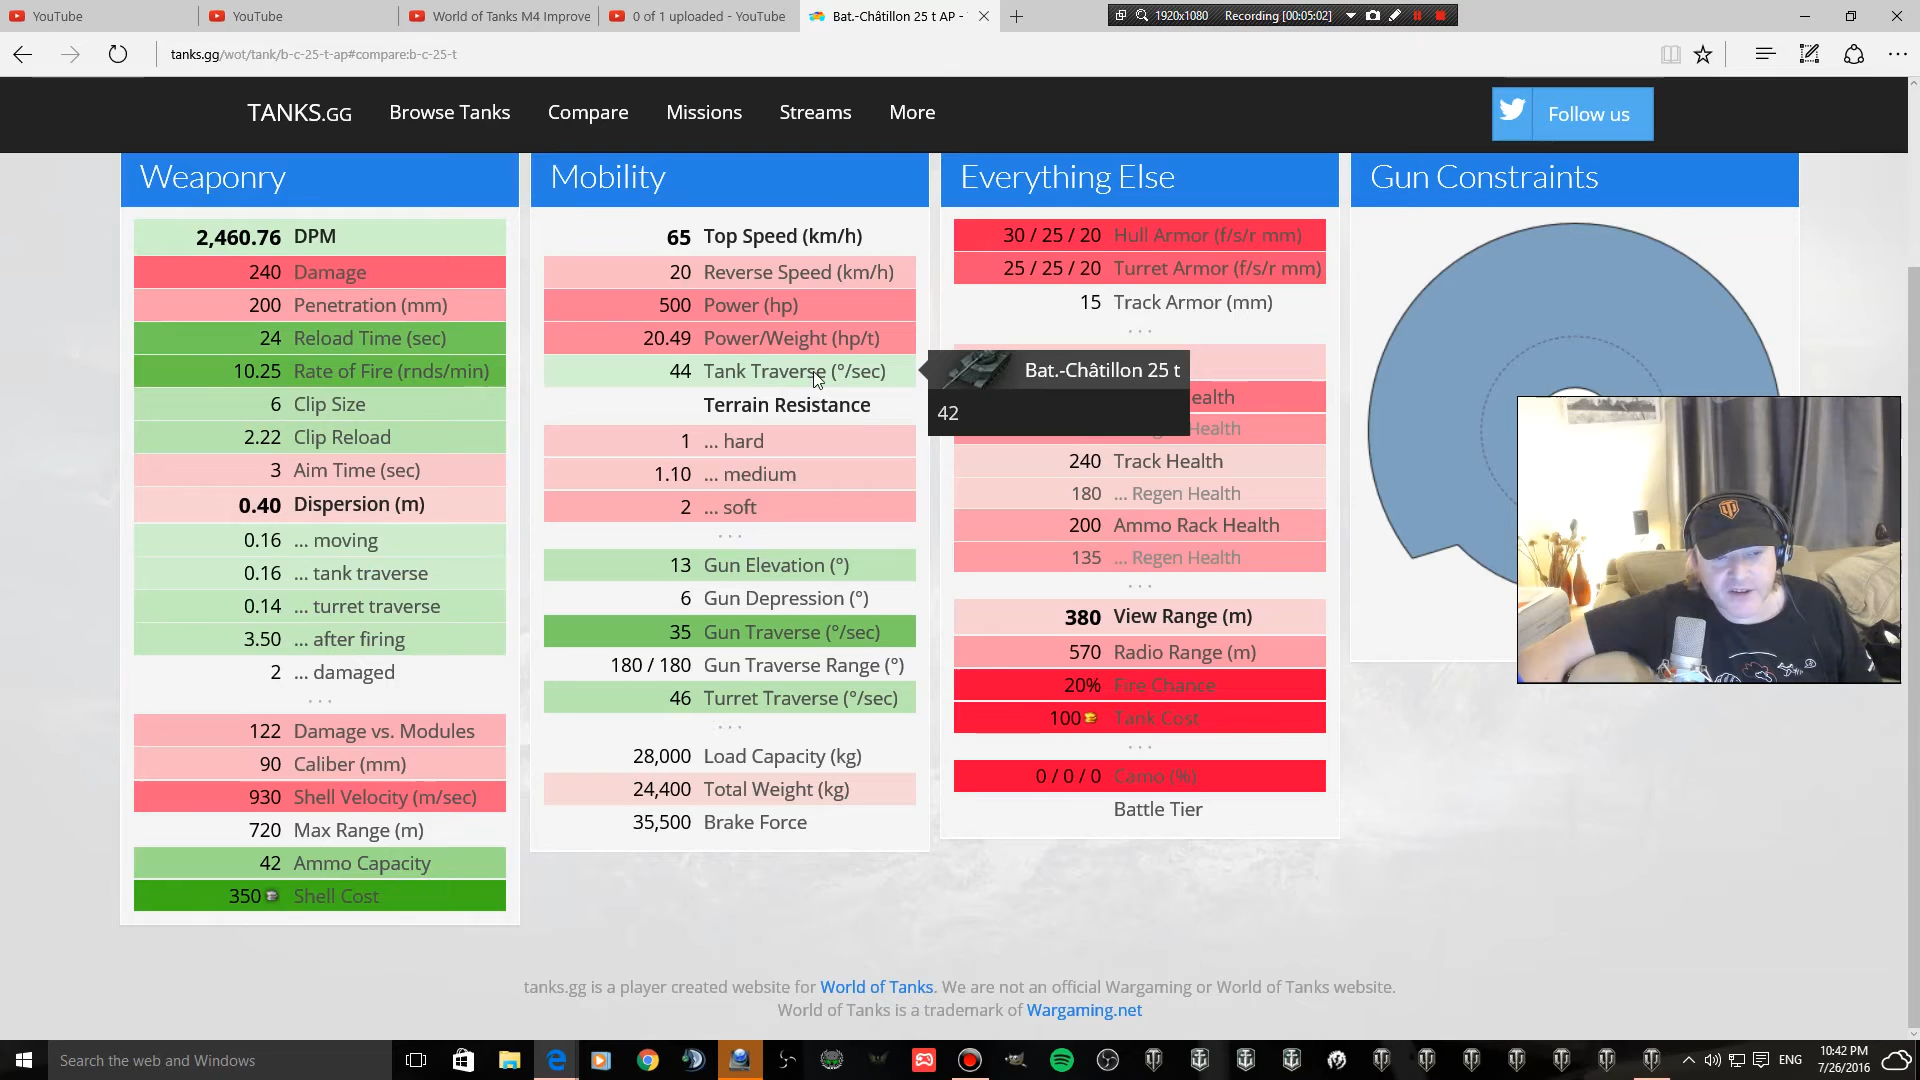 YouTube
YouTube
World of Tanks M4 Improve
0 of 1 uploaded - YouTube
Bat.-Châtillon 25 t AP -
1920x1080
Recording [00:05:02]
tanks.gg/wot/tank/b-c-25-t-ap#compare:b-c-25-t
TANKS.GG
Browse Tanks
Compare
Missions
Streams
More
Follow us
Weaponry
2,460.76 DPM
240 Damage
200 Penetration (mm)
24 Reload Time (sec)
10.25 Rate of Fire (rnds/min)
6 Clip Size
2.22 Clip Reload
3 Aim Time (sec)
0.40 Dispersion (m)
0.16 ... moving
0.16 ... tank traverse
0.14 ... turret traverse
3.50 ... after firing
2 ... damaged
...
122 Damage vs. Modules
90 Caliber (mm)
930 Shell Velocity (m/sec)
720 Max Range (m)
42 Ammo Capacity
350 Shell Cost
Mobility
65 Top Speed (km/h)
20 Reverse Speed (km/h)
500 Power (hp)
20.49 Power/Weight (hp/t)
44 Tank Traverse (°/sec)
Terrain Resistance
1 ... hard
1.10 ... medium
2 ... soft
...
13 Gun Elevation (°)
6 Gun Depression (°)
35 Gun Traverse (°/sec)
180 / 180 Gun Traverse Range (°)
46 Turret Traverse (°/sec)
...
28,000 Load Capacity (kg)
24,400 Total Weight (kg)
35,500 Brake Force
Everything Else
30 / 25 / 20 Hull Armor (f/s/r mm)
25 / 25 / 20 Turret Armor (f/s/r mm)
15 Track Armor (mm)
...
Bat.-Châtillon 25 t
42
ealth
Health
240 Track Health
180 ... Regen Health
200 Ammo Rack Health
135 ... Regen Health
...
380 View Range (m)
570 Radio Range (m)
20% Fire Chance
100 Tank Cost
...
0 / 0 / 0 Camo (%)
Battle Tier
Gun Constraints
tanks.gg is a player created website for World of Tanks. We are not an official Wargaming or World of Tanks website.
World of Tanks is a trademark of Wargaming.net
Search the web and Windows
ENG
10:42 PM
7/26/2016